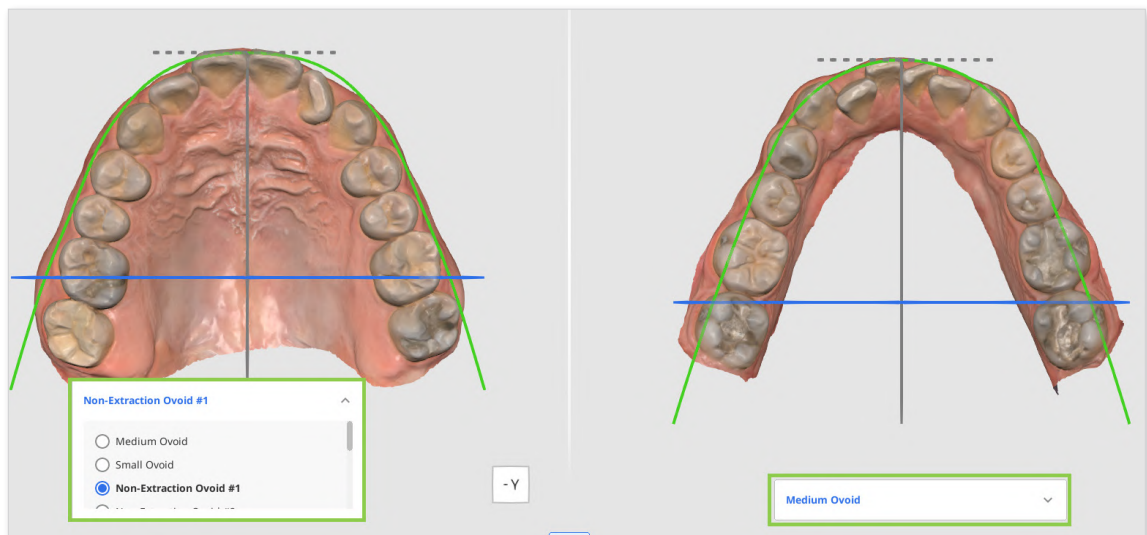 Non-Extraction Ovoid #1
Medium Ovoid
Small Ovoid
Non-Extraction Ovoid #1
-Y
Medium Ovoid